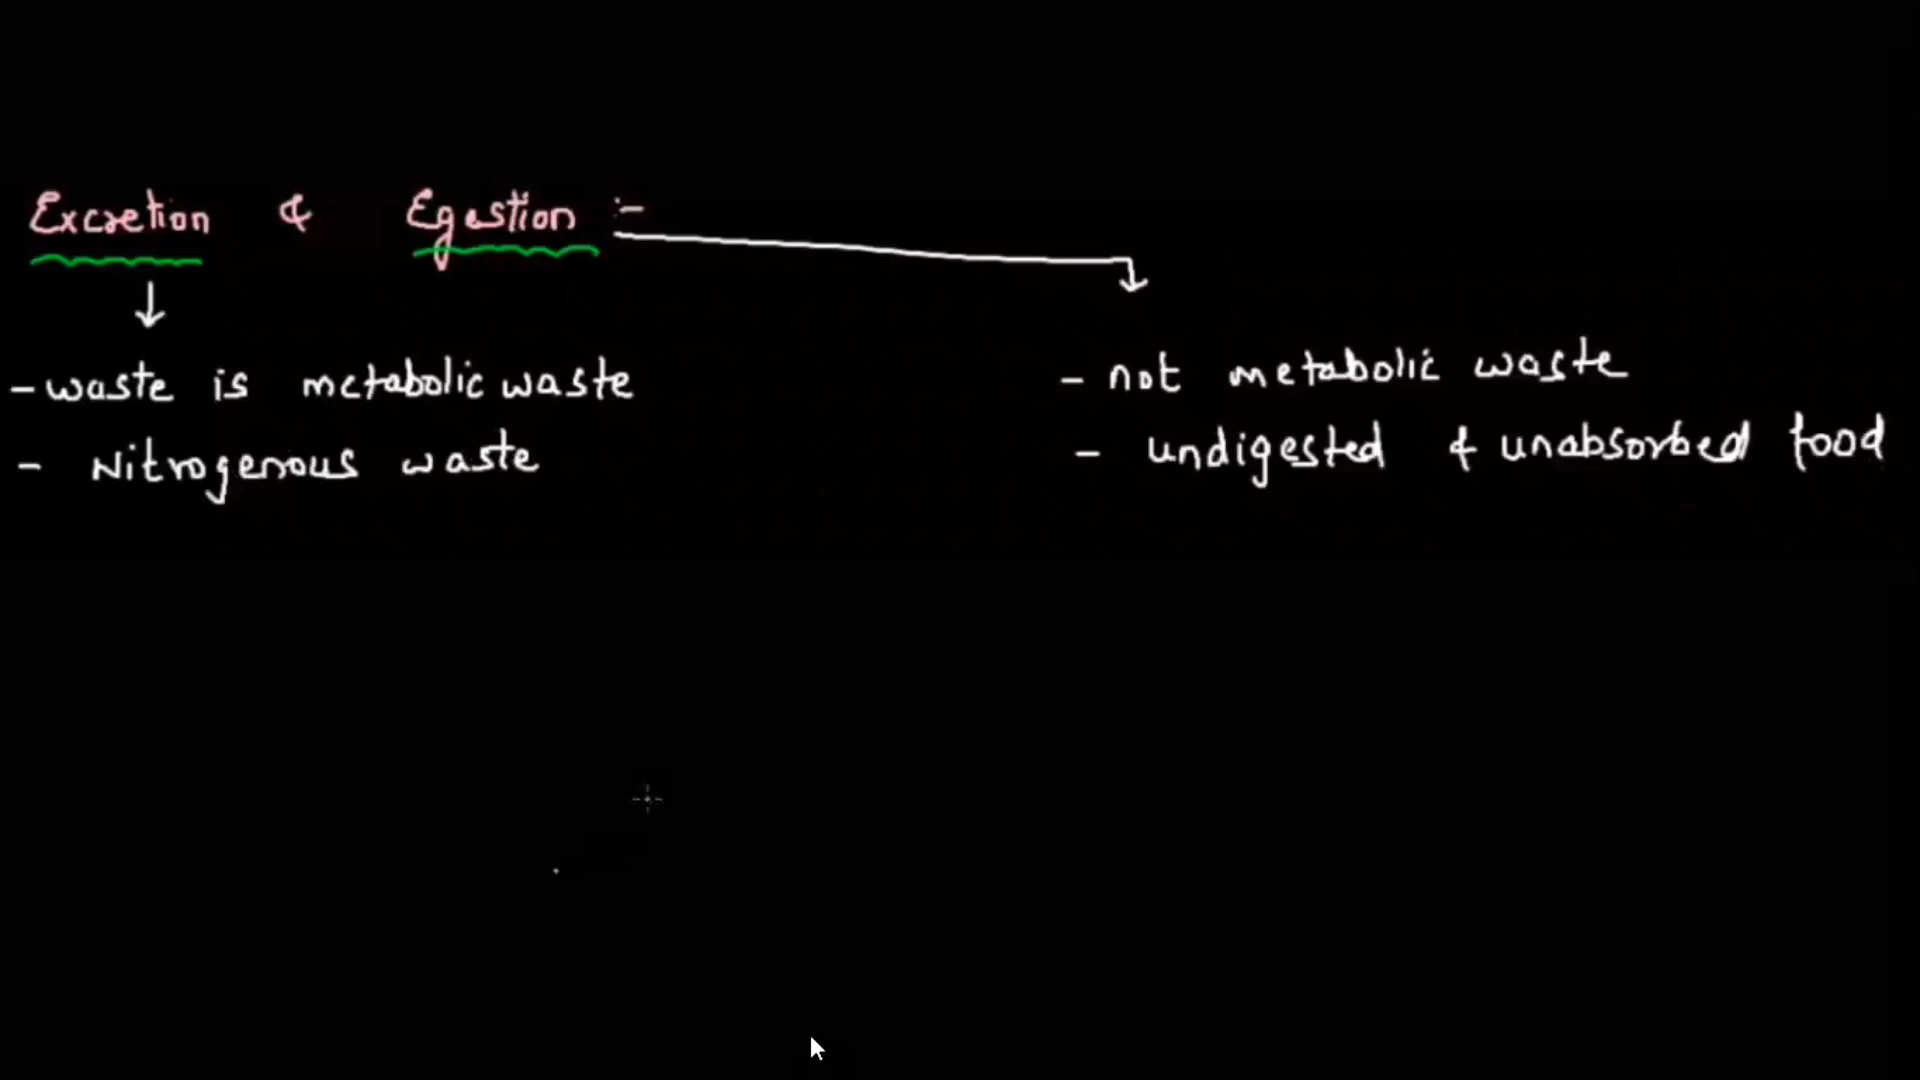 Excretion & Egestion :-
- waste is metabolic waste
- Nitrogenous waste
- not metabolic waste
- undigested & unabsorbed food